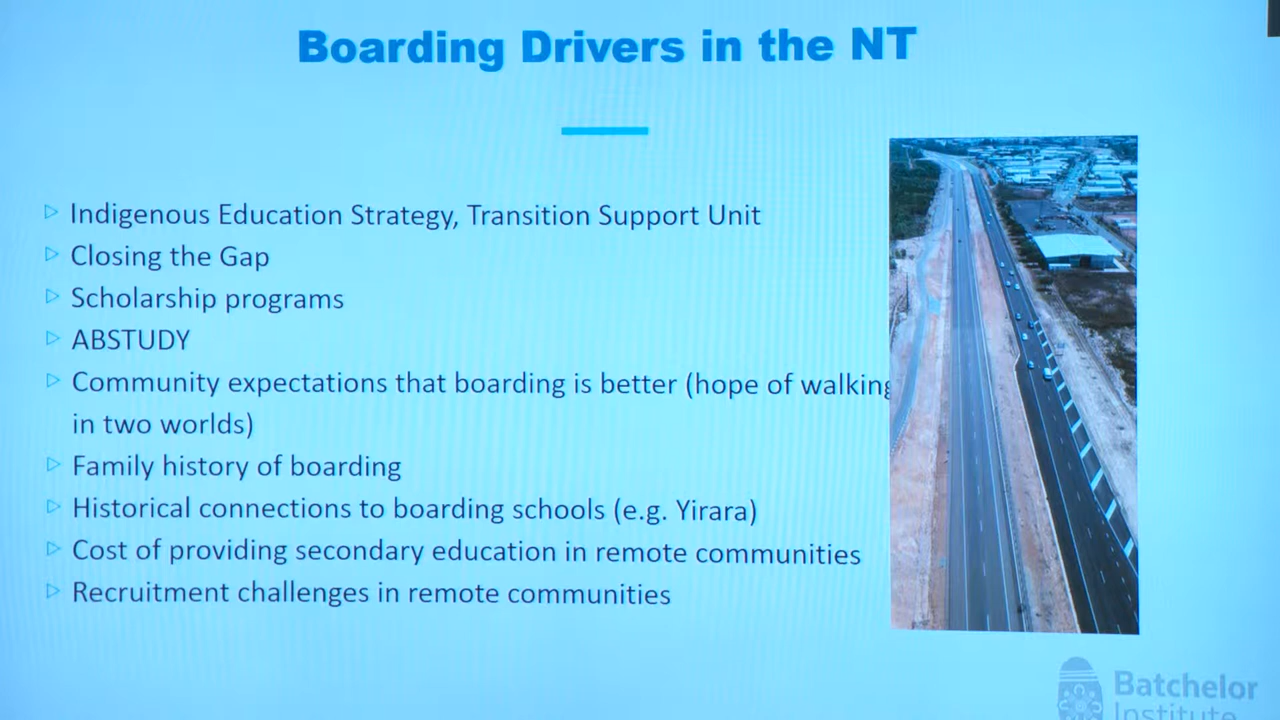 Boarding Drivers in the NT
Indigenous Education Strategy, Transition Support Unit
Closing the Gap
Scholarship programs
ABSTUDY
Community expectations that boarding is better (hope of walking
in two worlds)
Family history of boarding
Historical connections to boarding schools (e.g. Yirara)
Cost of providing secondary education in remote communities
Recruitment challenges in remote communities
Batchelor
Institute